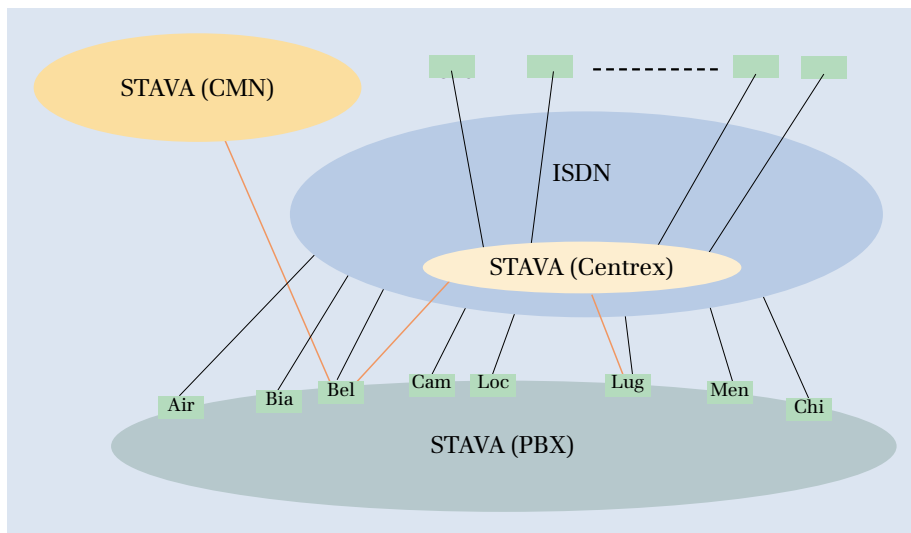 STAVA (CMN)
ISDN
STAVA (Centrex)
Air
Bia
Bel
Cam
Loc
Lug
Men
Chi
STAVA (PBX)